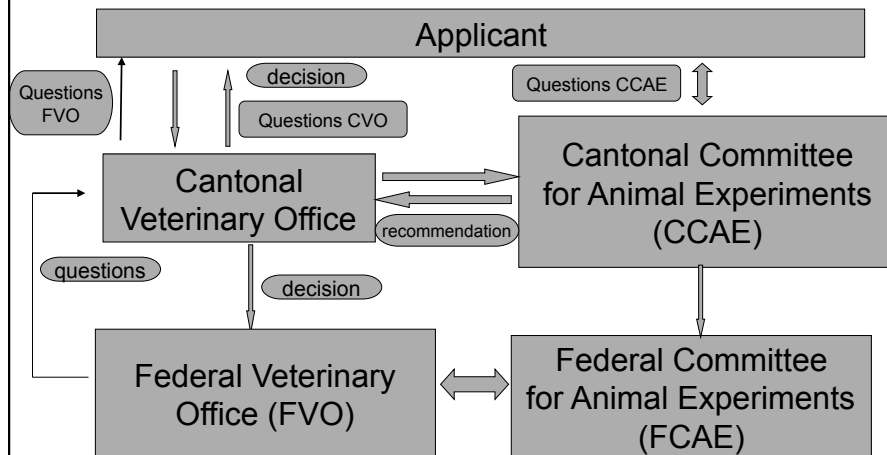 Applicant
decision
Questions
FVO
Questions CVO
Questions CCAE
Cantonal
Veterinary Office
Cantonal Committee
for Animal Experiments
(CCAE)
recommendation
questions
decision
Federal Veterinary
Office (FVO)
Federal Committee
for Animal Experiments
(FCAE)